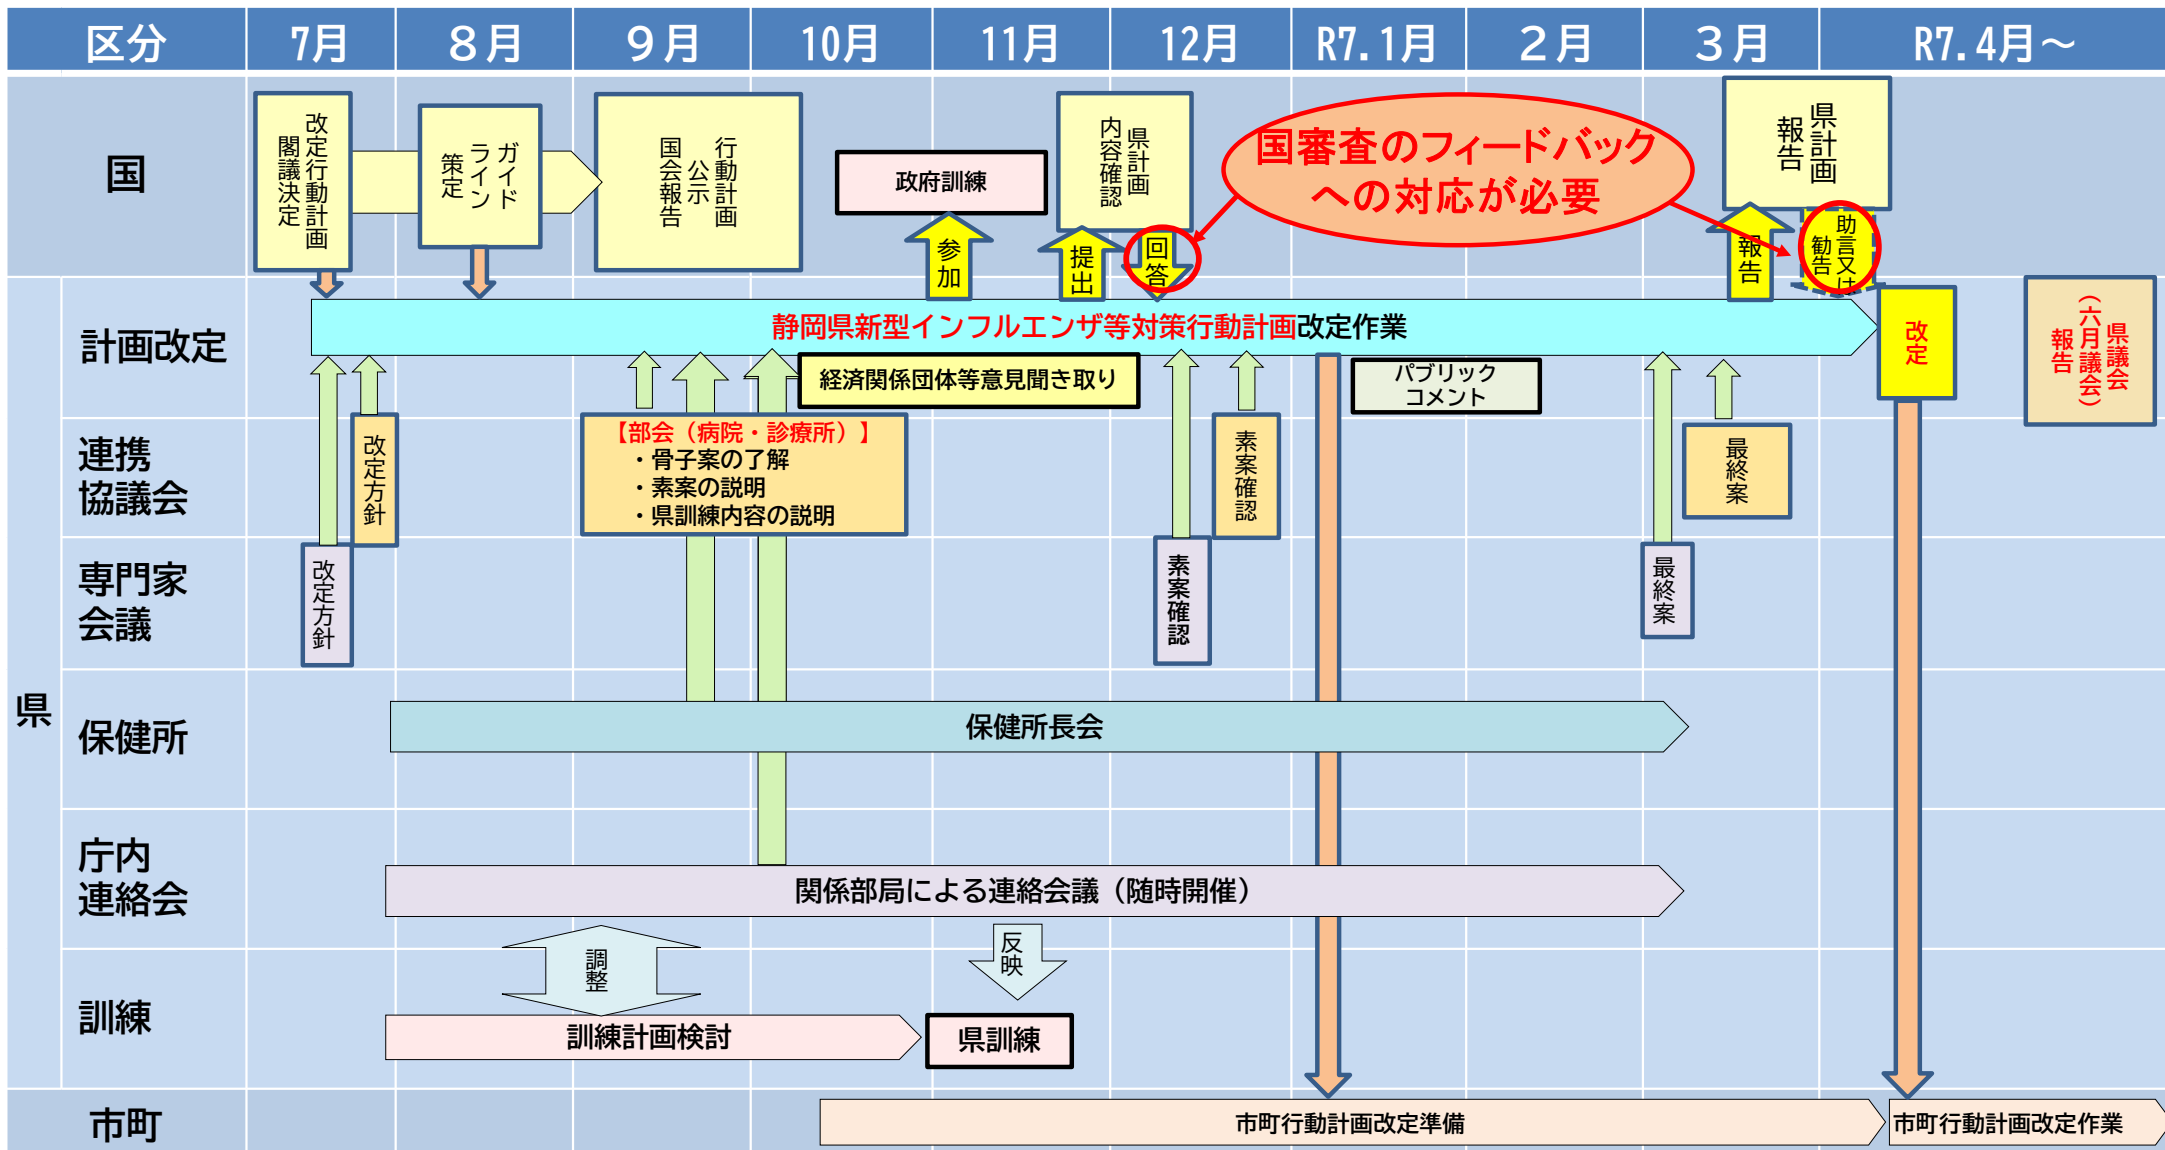 区分
7月
８月
９月
10月
11月
12月
R7.1月
２月
３月
R7.4月～
国
改定行動計画
閣議決定
ガイド
ライン
策定
行動計画
公示
国会報告
政府訓練
県計画
内容確認
国審査のフィードバック
への対応が必要
県計画
報告
参加
提出
回答
報告
助言又は
勧告
県
計画改定
静岡県新型インフルエンザ等対策行動計画改定作業
改定
県議会
（六月議会）
報告
経済関係団体等意見聞き取り
パブリック
コメント
連携
協議会
改定方針
【部会（病院・診療所）】
・骨子案の了解
・素案の説明
・県訓練内容の説明
素案確認
最終案
専門家
会議
改定方針
素案確認
最終案
保健所
保健所長会
庁内
連絡会
関係部局による連絡会議（随時開催）
調整
反映
訓練
訓練計画検討
県訓練
市町
市町行動計画改定準備
市町行動計画改定作業